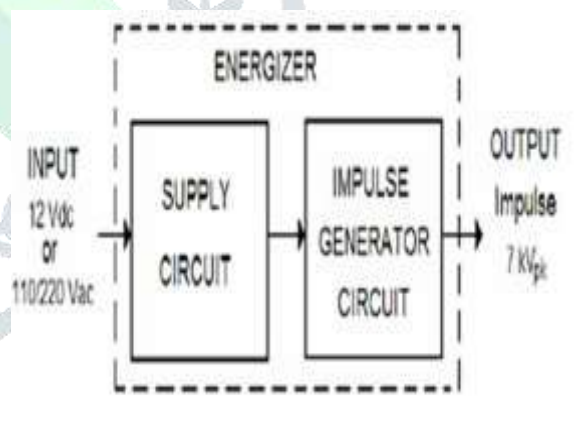 ENERGIZER
INPUT
12 Vdc
or
110/220 Vac
SUPPLY
CIRCUIT
IMPULSE
GENERATOR
CIRCUIT
OUTPUT
Impulse
7 kVpk